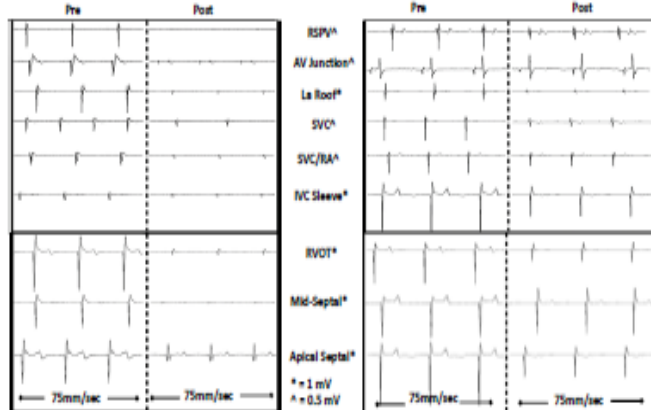 Pre Post Pre Post
RSPV^
AV Junction^
La Roof*
SVC^
SVC/RA^
IVC Sleeve*
RVOT*
Mid-Septal*
Apical Septal*
* = 1 mV
^ = 0.5 mV
75mm/sec 75mm/sec 75mm/sec 75mm/sec